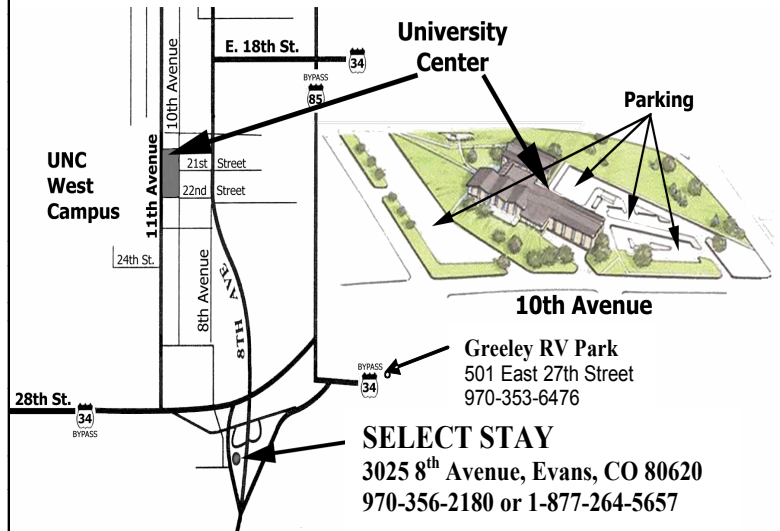 University
Center
E. 18th St.
34
BYPASS
85
10th Avenue
Parking
UNC
West
Campus
11th Avenue
21st Street
22nd Street
24th St.
8th Avenue
8TH AVE
10th Avenue
Greeley RV Park
501 East 27th Street
970-353-6476
BYPASS
34
28th St.
34
BYPASS
SELECT STAY
3025 8th Avenue, Evans, CO 80620
970-356-2180 or 1-877-264-5657